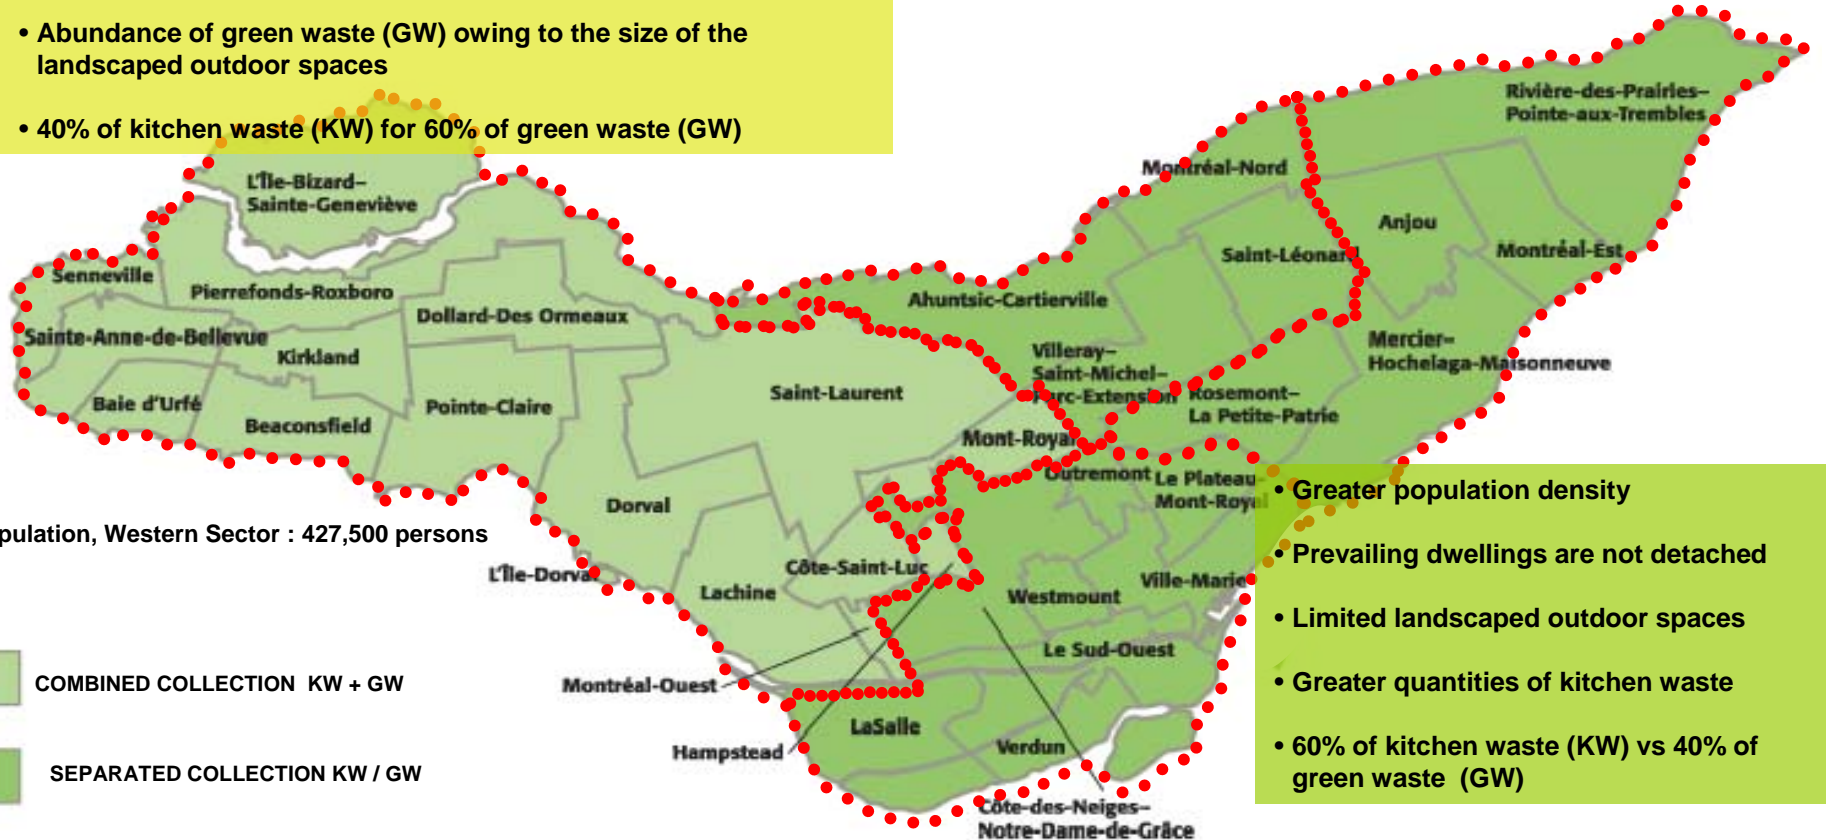 • Abundance of green waste (GW) owing to the size of the
landscaped outdoor spaces
• 40% of kitchen waste (KW) for 60% of green waste (GW)
Rivière-des-Prairies–
Pointe-aux-Trembles
Montréal-Nord
L'Île-Bizard–
Sainte-Geneviève
Anjou
Saint-Léonard
Montréal-Est
Senneville
Pierrefonds-Roxboro
Ahuntsic-Cartierville
Dollard-Des Ormeaux
Sainte-Anne-de-Bellevue
Kirkland
Mercier–
Hochelaga-Maisonneuve
Villeray–
Saint-Michel–
Parc-Extension
Saint-Laurent
Rosemont–
La Petite-Patrie
Baie d'Urfé
Pointe-Claire
Beaconsfield
Mont-Royal
Outremont
Le Plateau-
Mont-Royal
Dorval
pulation, Western Sector : 427,500 persons
L'Île-Dorval
Côte-Saint-Luc
Lachine
Westmount
Ville-Marie
Le Sud-Ouest
Montréal-Ouest
LaSalle
Hampstead
Verdun
Côte-des-Neiges–
Notre-Dame-de-Grâce
COMBINED COLLECTION KW + GW
SEPARATED COLLECTION KW / GW
• Greater population density
• Prevailing dwellings are not detached
• Limited landscaped outdoor spaces
• Greater quantities of kitchen waste
• 60% of kitchen waste (KW) vs 40% of
green waste (GW)